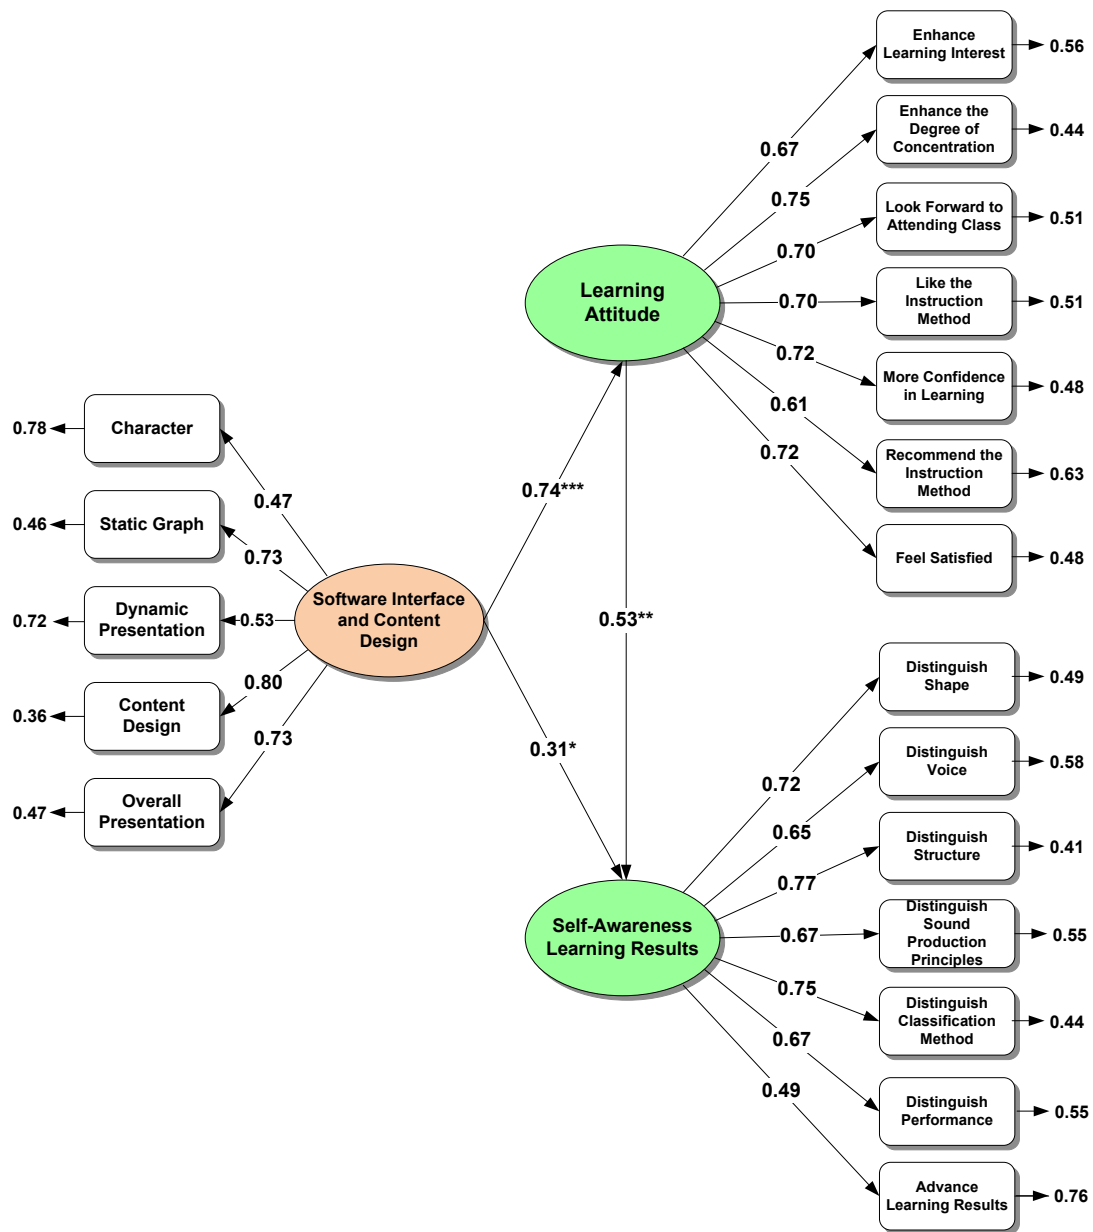 Enhance
Learning Interest
0.56
Enhance the
Degree of
Concentration
0.44
0.67
0.75
Look Forward to
Attending Class
0.51
0.70
Learning
Attitude
0.70
Like the
Instruction
Method
0.51
0.72
More Confidence
in Learning
0.48
0.61
0.72
Recommend the
Instruction
Method
0.63
Feel Satisfied
0.48
0.78
Character
0.47
0.74***
0.46
Static Graph
0.73
0.72
Dynamic
Presentation
0.53
Software Interface
and Content
Design
0.53**
0.36
Content
Design
0.80
0.73
0.31*
0.47
Overall
Presentation
Distinguish
Shape
0.49
0.72
Distinguish
Voice
0.58
0.65
Distinguish
Structure
0.41
0.77
Self-Awareness
Learning Results
0.67
Distinguish
Sound
Production
Principles
0.55
0.75
Distinguish
Classification
Method
0.44
0.67
0.49
Distinguish
Performance
0.55
Advance
Learning Results
0.76